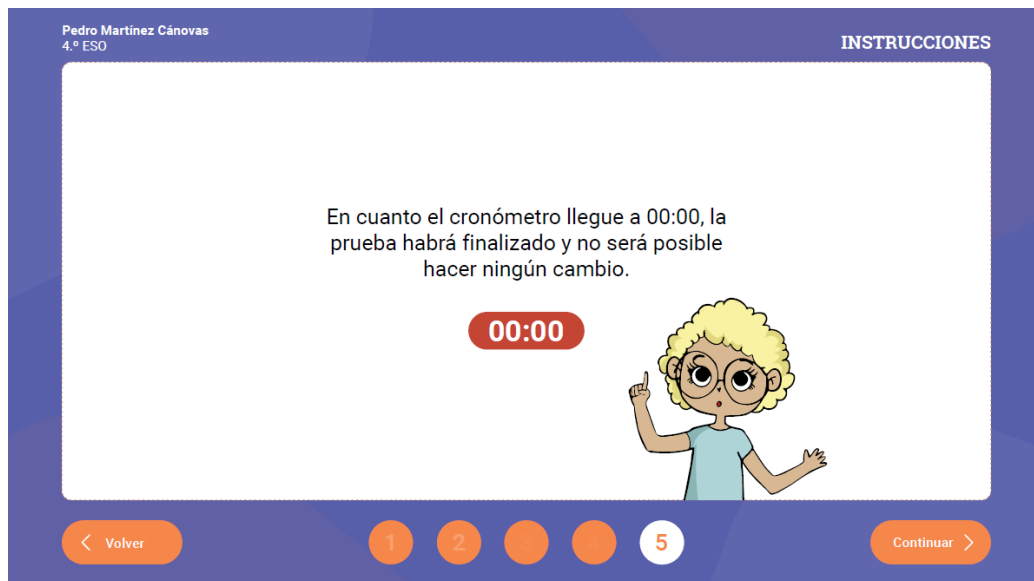 Pedro Martínez Cánovas
4.º ESO
INSTRUCCIONES
En cuanto el cronómetro llegue a 00:00, la
prueba habrá finalizado y no será posible
hacer ningún cambio.
00:00
Volver
1
2
3
4
5
Continuar